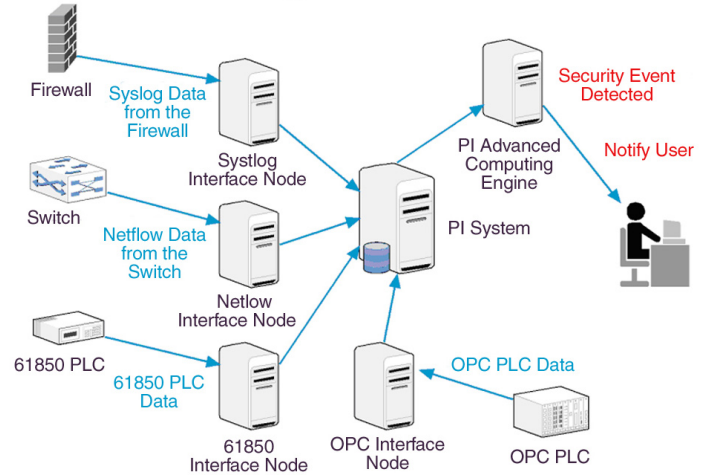 Firewall
Syslog Data
from the
Firewall
Systlog
Interface Node
Security Event
Detected
PI Advanced
Computing
Engine
Notify User
Switch
Netflow Data
from the
Switch
Netlow
Interface Node
PI System
61850 PLC
61850 PLC
Data
61850
Interface Node
OPC Interface
Node
OPC PLC Data
OPC PLC